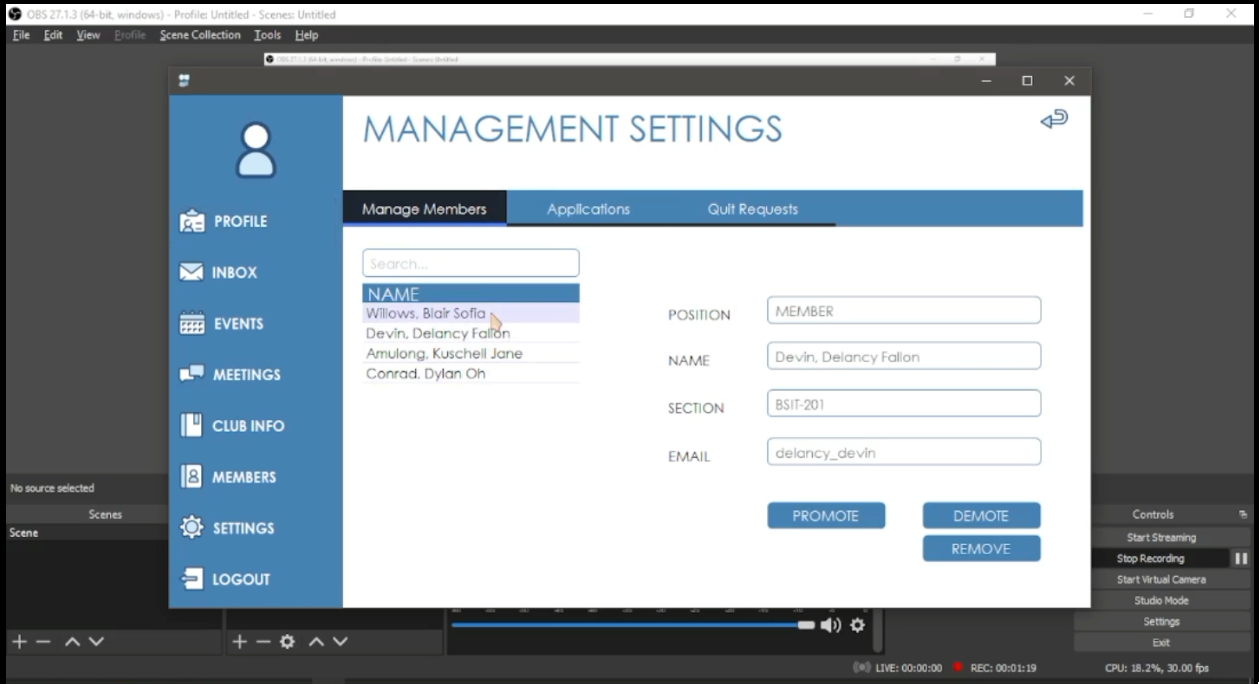 OBS 27.1.3 (64-bit, windows) - Profile: Untitled - Scenes: Untitled
File Edit View Profile Scene Collection Tools Help
OBS 27.1.3 (64-bit, windows) - Profile: Untitled - Scenes: Untitled
MANAGEMENT SETTINGS
Manage Members Applications Quit Requests
PROFILE
INBOX
EVENTS
MEETINGS
CLUB INFO
MEMBERS
SETTINGS
LOGOUT
Search...
NAME
Willows, Blair Sofia
Devin, Delancy Fallon
Amulong, Kuschell Jane
Conrad, Dylan Oh
POSITION MEMBER
NAME Devin, Delancy Fallon
SECTION BSIT-201
EMAIL delancy_devin
PROMOTE DEMOTE
REMOVE
No source selected
Scenes
Scene
Controls
Start Streaming
Stop Recording
Start Virtual Camera
Studio Mode
Settings
Exit
LIVE: 00:00:00 REC: 00:01:19 CPU: 18.2%, 30.00 fps